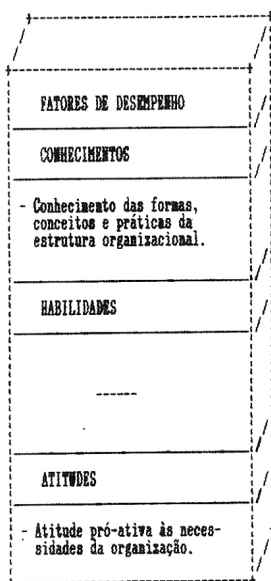 FATORES DE DESEMPENHO
CONHECIMENTOS
- Conhecimento das formas,
conceitos e práticas da
estrutura organizacional.
HABILIDADES
------
ATITUDES
- Atitude pró-ativa às neces-
sidades da organização.